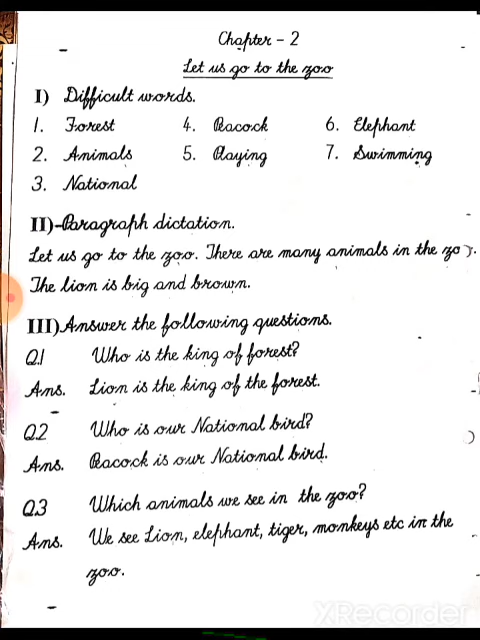 Chapter - 2
Let us go to the zoo
I) Difficult words.
1. Forest 4. Peacock 6. Elephant
2. Animals 5. Playing 7. Swimming
3. National
II)-Paragraph dictation.
Let us go to the zoo. There are many animals in the zo
The lion is big and brown.
III) Answer the following questions.
Q.1 Who is the king of forest?
Ans. Lion is the king of the forest.
Q.2 Who is our National bird?
Ans. Peacock is our National bird.
Q.3 Which animals we see in the zoo?
Ans. We see Lion, elephant, tiger, monkeys etc in the
zoo.
XRecorder